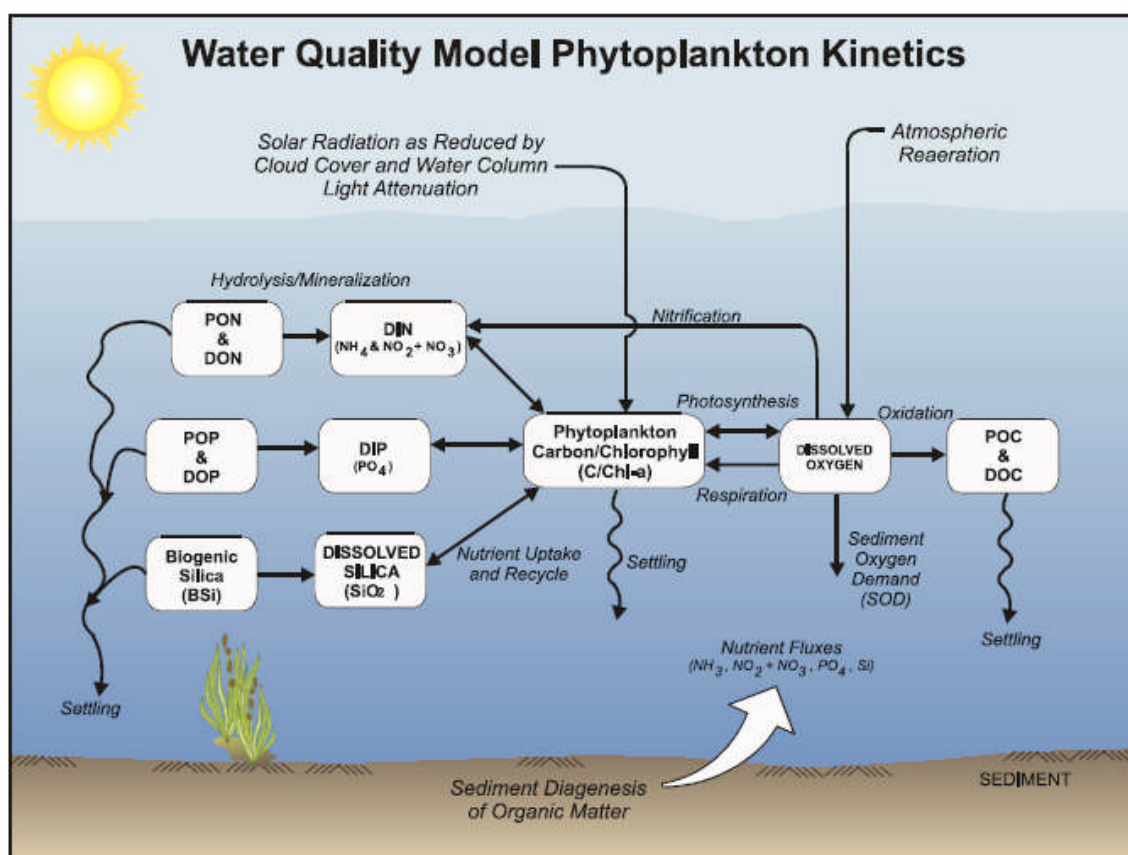 Water Quality Model Phytoplankton Kinetics
Solar Radiation as Reduced by
Cloud Cover and Water Column
Light Attenuation
Atmospheric
Reaeration
Hydrolysis/Mineralization
PON
&
DON
DIN
(NH₄ & NO₂ + NO₃)
Nitrification
POP
&
DOP
DIP
(PO₄)
Phytoplankton
Carbon/Chlorophyll
(C/Chl-a)
Photosynthesis
Respiration
DISSOLVED
OXYGEN
Oxidation
POC
&
DOC
Biogenic
Silica
(BSi)
DISSOLVED
SILICA
(SiO₂)
Nutrient Uptake
and Recycle
Settling
Sediment
Oxygen
Demand
(SOD)
Settling
Settling
Nutrient Fluxes
(NH₃, NO₂ + NO₃, PO₄, Si)
Sediment Diagenesis
of Organic Matter
SEDIMENT